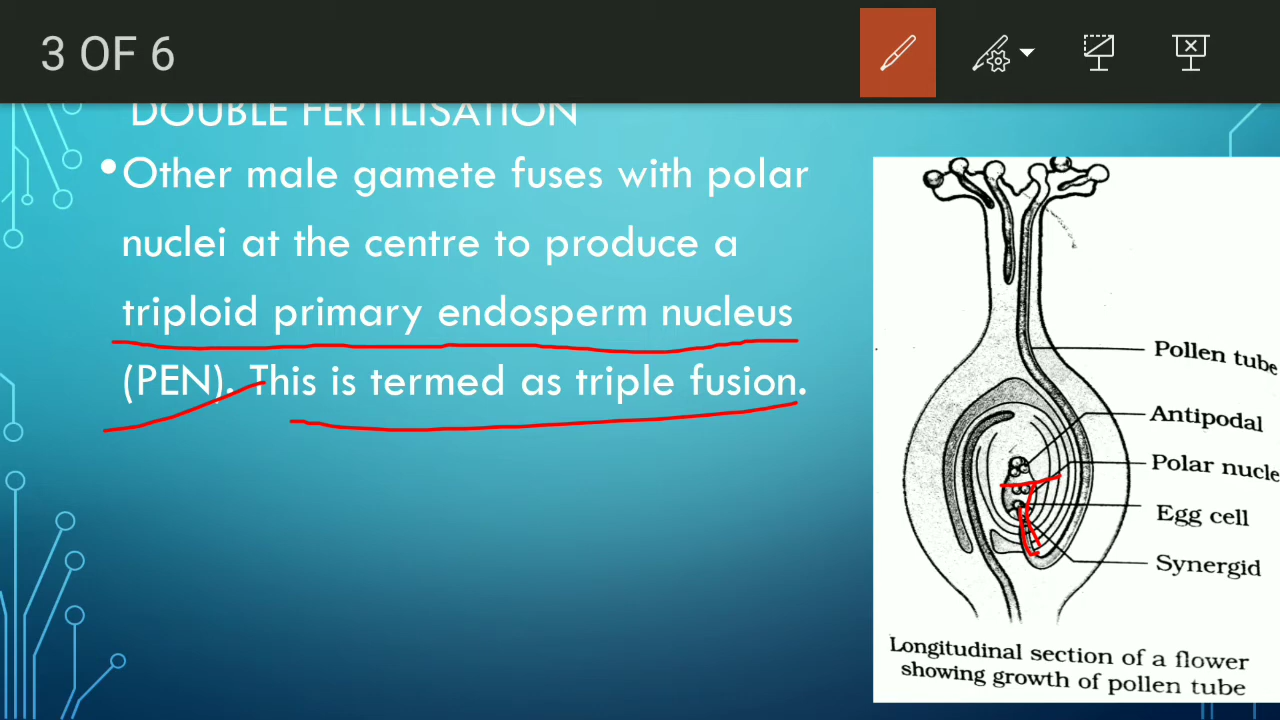 3 OF 6
DOUBLE FERTILISATION
•Other male gamete fuses with polar
nuclei at the centre to produce a
triploid primary endosperm nucleus
(PEN). This is termed as triple fusion.
Pollen tube
Antipodal
Polar nucle
Egg cell
Synergid
Longitudinal section of a flower
showing growth of pollen tube